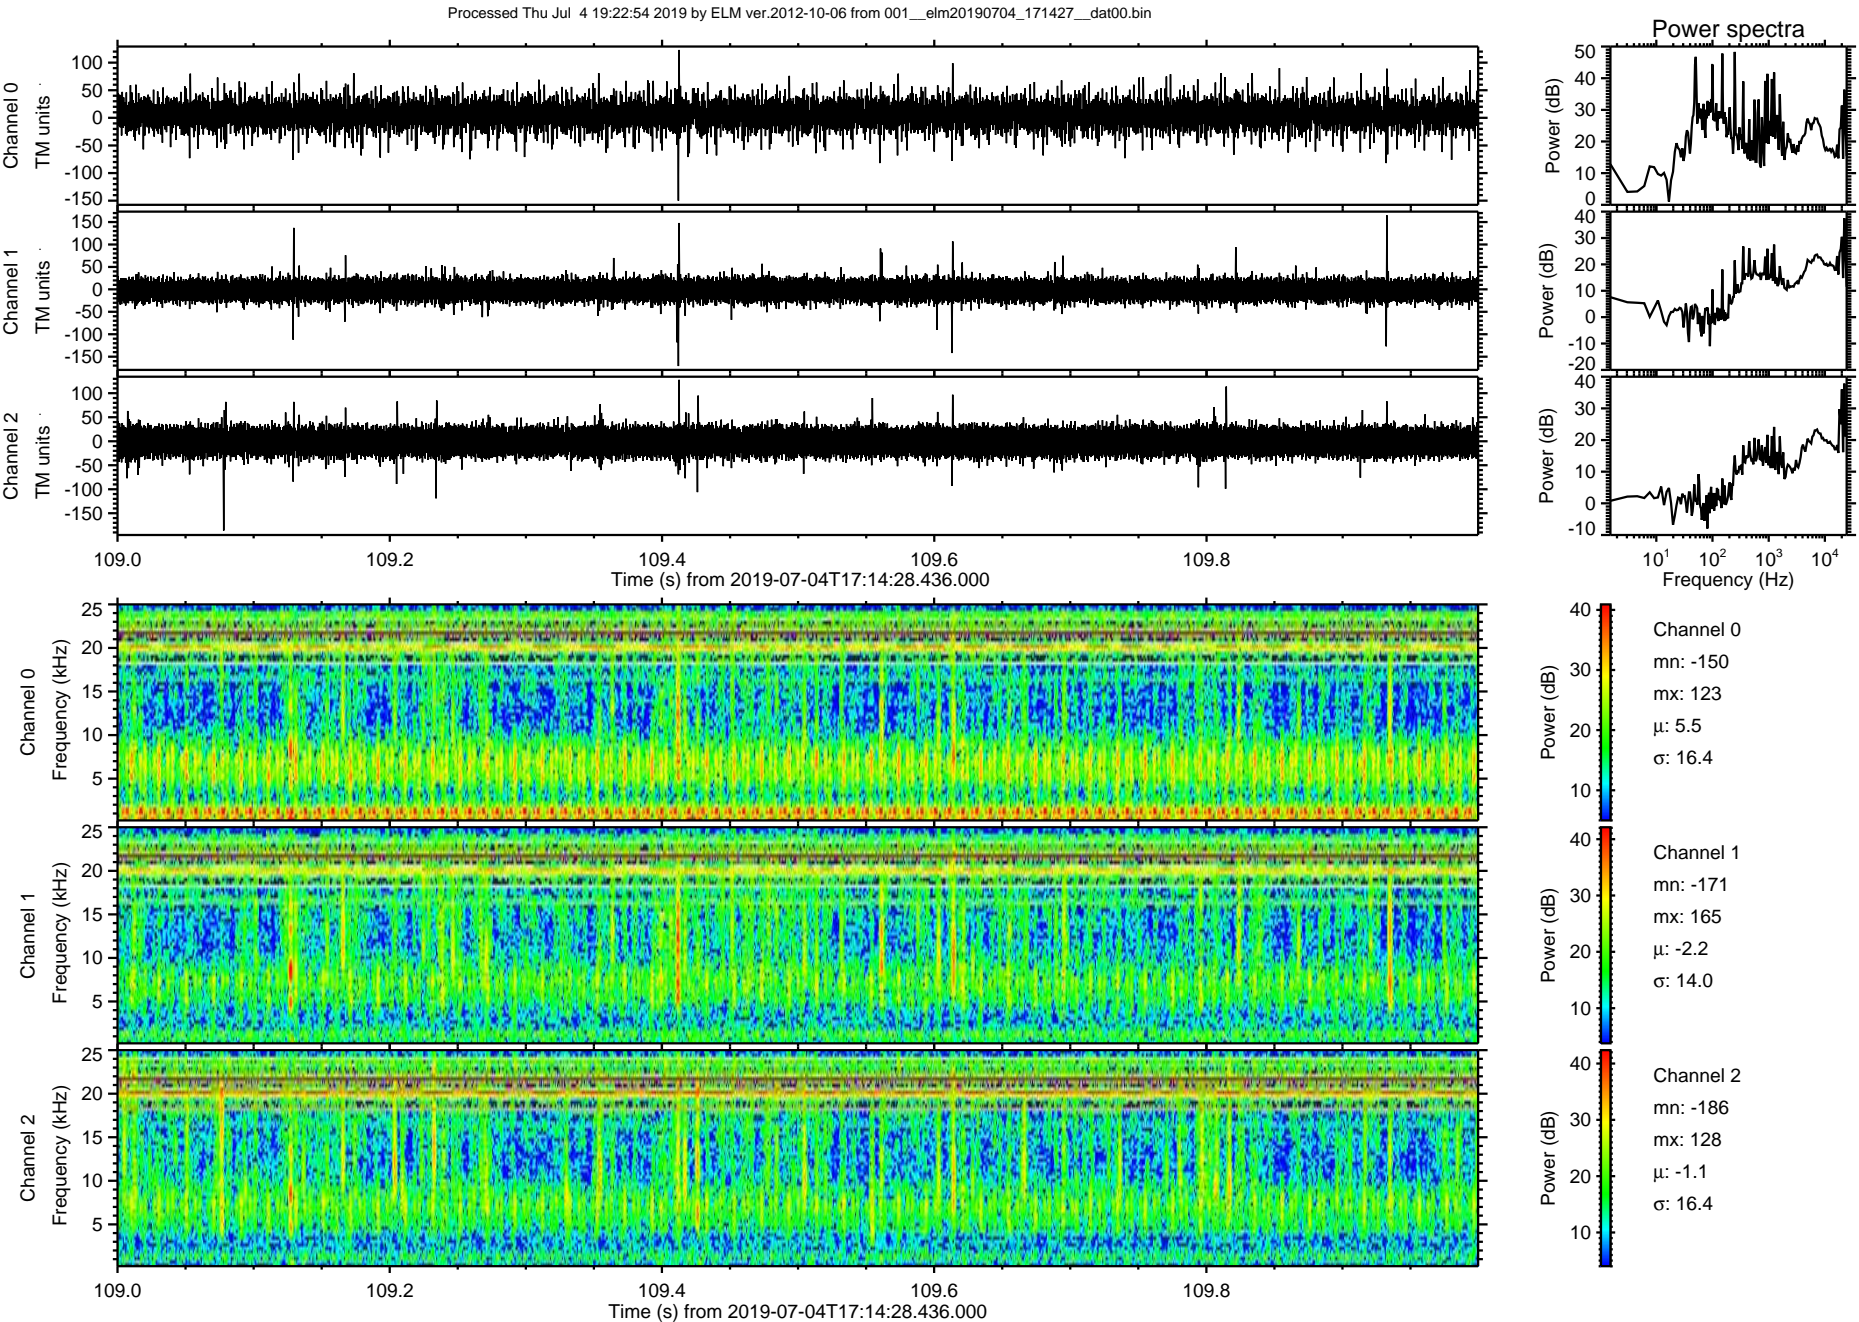 Processed Thu Jul  4 19:22:54 2019 by ELM ver.2012-10-06 from 001__elm20190704_171427__dat00.bin
Power spectra
Channel 0
TM units
100
50
0
-50
-100
-150
Power (dB)
50
40
30
20
10
0
Channel 1
TM units
150
100
50
0
-50
-100
-150
Power (dB)
40
30
20
10
0
-10
-20
Channel 2
TM units
100
50
0
-50
-100
-150
Power (dB)
40
30
20
10
0
-10
109.0 109.2 109.4 109.6 109.8
Time (s) from 2019-07-04T17:14:28.436.000
10^1 10^2 10^3 10^4
Frequency (Hz)
Channel 0
Frequency (kHz)
25
20
15
10
5
Power (dB)
40
30
20
10
Channel 0
mn: -150
mx: 123
μ: 5.5
σ: 16.4
Channel 1
Frequency (kHz)
25
20
15
10
5
Power (dB)
40
30
20
10
Channel 1
mn: -171
mx: 165
μ: -2.2
σ: 14.0
Channel 2
Frequency (kHz)
25
20
15
10
5
Power (dB)
40
30
20
10
Channel 2
mn: -186
mx: 128
μ: -1.1
σ: 16.4
109.0 109.2 109.4 109.6 109.8
Time (s) from 2019-07-04T17:14:28.436.000